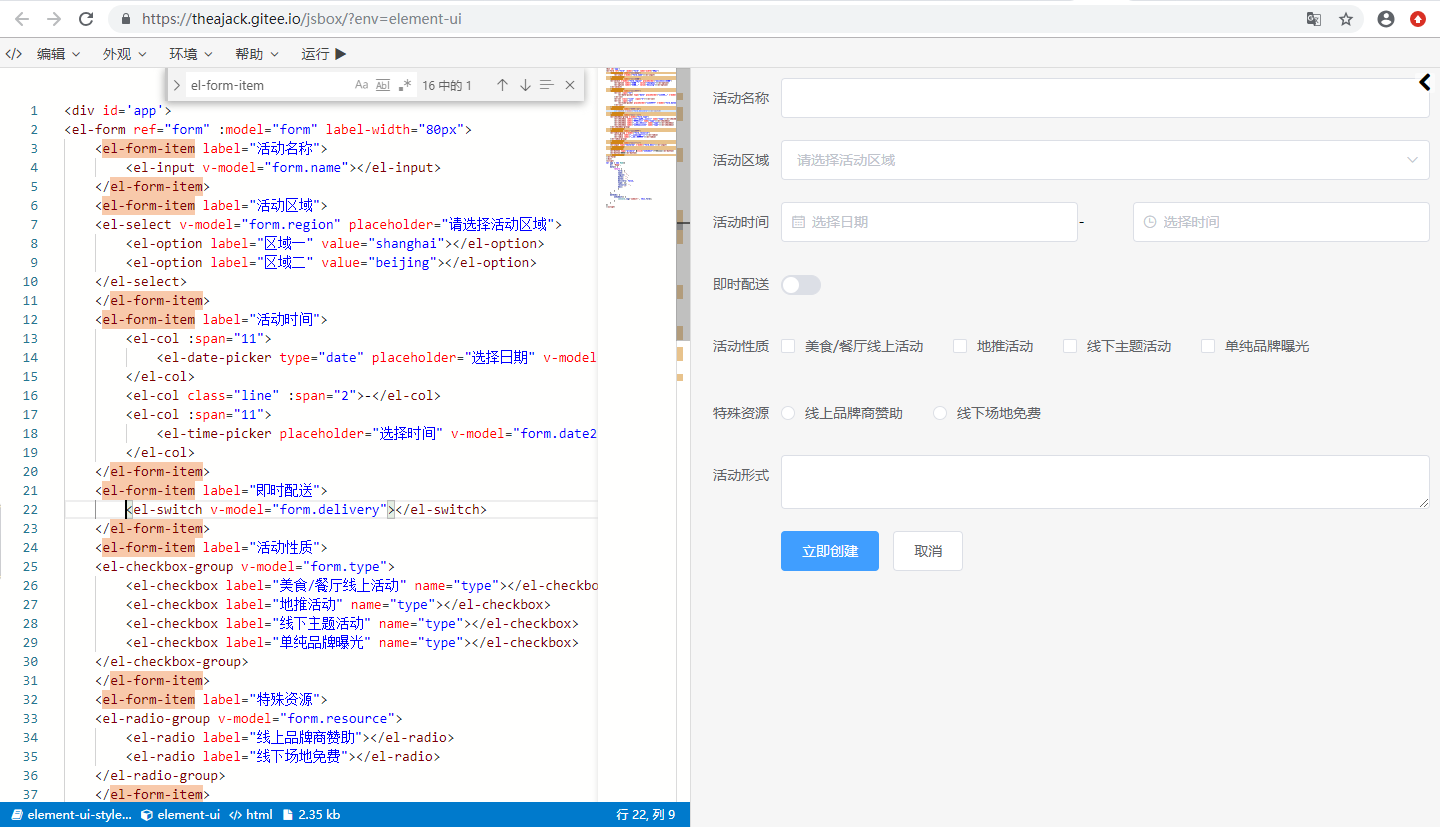 https://theajack.gitee.io/jsbox/?env=element-ui
</> 编辑 外观 环境 帮助 运行
el-form-item Aa Abl .* 16 中的 1
1 <div id='app'>
2 <el-form ref="form" :model="form" label-width="80px">
3 <el-form-item label="活动名称">
4 <el-input v-model="form.name"></el-input>
5 </el-form-item>
6 <el-form-item label="活动区域">
7 <el-select v-model="form.region" placeholder="请选择活动区域">
8 <el-option label="区域一" value="shanghai"></el-option>
9 <el-option label="区域二" value="beijing"></el-option>
10 </el-select>
11 </el-form-item>
12 <el-form-item label="活动时间">
13 <el-col :span="11">
14 <el-date-picker type="date" placeholder="选择日期" v-model
15 </el-col>
16 <el-col class="line" :span="2">-</el-col>
17 <el-col :span="11">
18 <el-time-picker placeholder="选择时间" v-model="form.date2
19 </el-col>
20 </el-form-item>
21 <el-form-item label="即时配送">
22 <el-switch v-model="form.delivery"></el-switch>
23 </el-form-item>
24 <el-form-item label="活动性质">
25 <el-checkbox-group v-model="form.type">
26 <el-checkbox label="美食/餐厅线上活动" name="type"></el-checkbo
27 <el-checkbox label="地推活动" name="type"></el-checkbox>
28 <el-checkbox label="线下主题活动" name="type"></el-checkbox>
29 <el-checkbox label="单纯品牌曝光" name="type"></el-checkbox>
30 </el-checkbox-group>
31 </el-form-item>
32 <el-form-item label="特殊资源">
33 <el-radio-group v-model="form.resource">
34 <el-radio label="线上品牌商赞助"></el-radio>
35 <el-radio label="线下场地免费"></el-radio>
36 </el-radio-group>
37 </el-form-item>
element-ui-style... element-ui </> html 2.35 kb 行 22, 列 9
活动名称
活动区域 请选择活动区域
活动时间 选择日期 - 选择时间
即时配送
活动性质 美食/餐厅线上活动 地推活动 线下主题活动 单纯品牌曝光
特殊资源 线上品牌商赞助 线下场地免费
活动形式
立即创建 取消